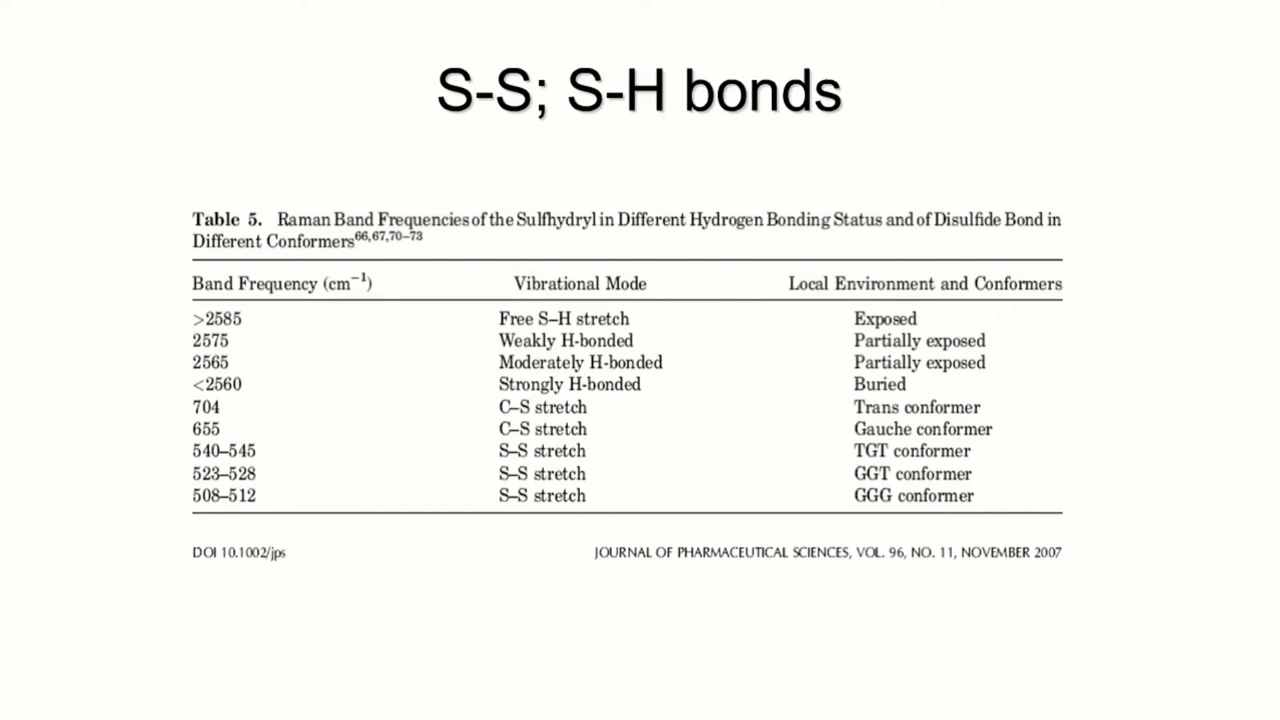 S-S; S-H bonds
Table 5. Raman Band Frequencies of the Sulfhydryl in Different Hydrogen Bonding Status and of Disulfide Bond in
Different Conformers66,67,70–73
Band Frequency (cm−1) Vibrational Mode Local Environment and Conformers
>2585 Free S–H stretch Exposed
2575 Weakly H-bonded Partially exposed
2565 Moderately H-bonded Partially exposed
<2560 Strongly H-bonded Buried
704 C–S stretch Trans conformer
655 C–S stretch Gauche conformer
540–545 S–S stretch TGT conformer
523–528 S–S stretch GGT conformer
508–512 S–S stretch GGG conformer
DOI 10.1002/jps JOURNAL OF PHARMACEUTICAL SCIENCES, VOL. 96, NO. 11, NOVEMBER 2007